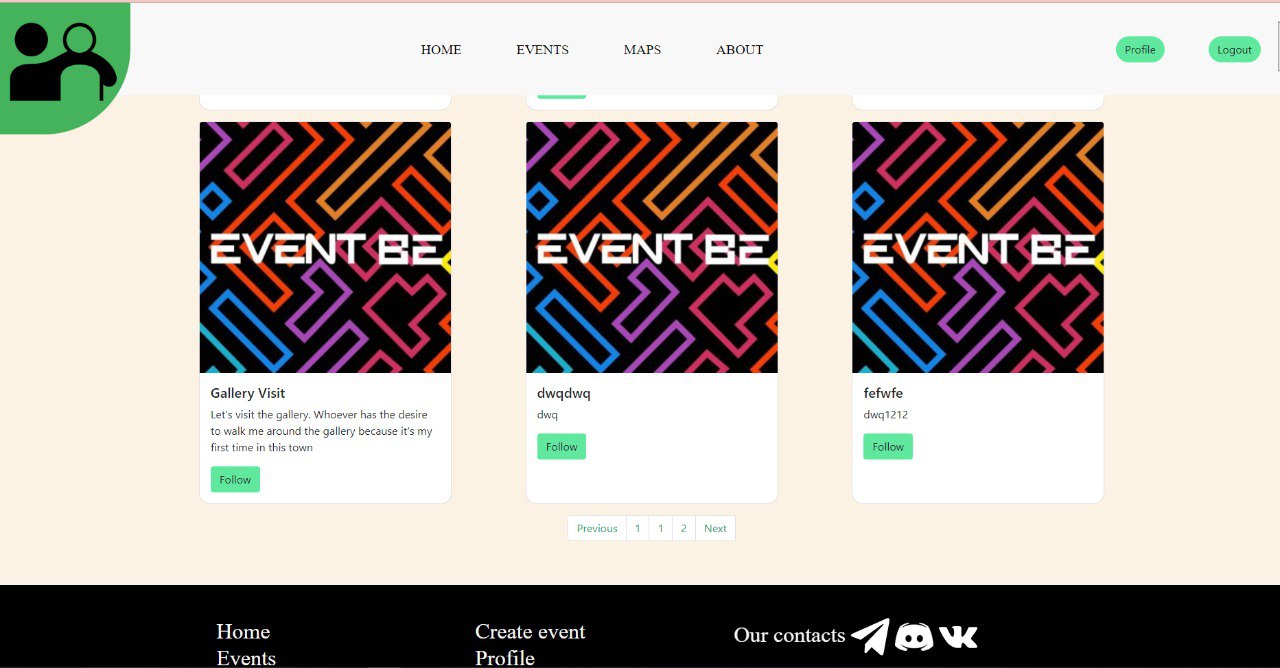 HOME EVENTS MAPS ABOUT Profile Logout
EVENT BE EVENT BE EVENT BE
Gallery Visit
Let's visit the gallery. Whoever has the desire
to walk me around the gallery because it's my
first time in this town
Follow
dwqdwq
dwq
Follow
fefwfe
dwq1212
Follow
Previous 1 1 2 Next
Home
Events
Create event
Profile
Our contacts